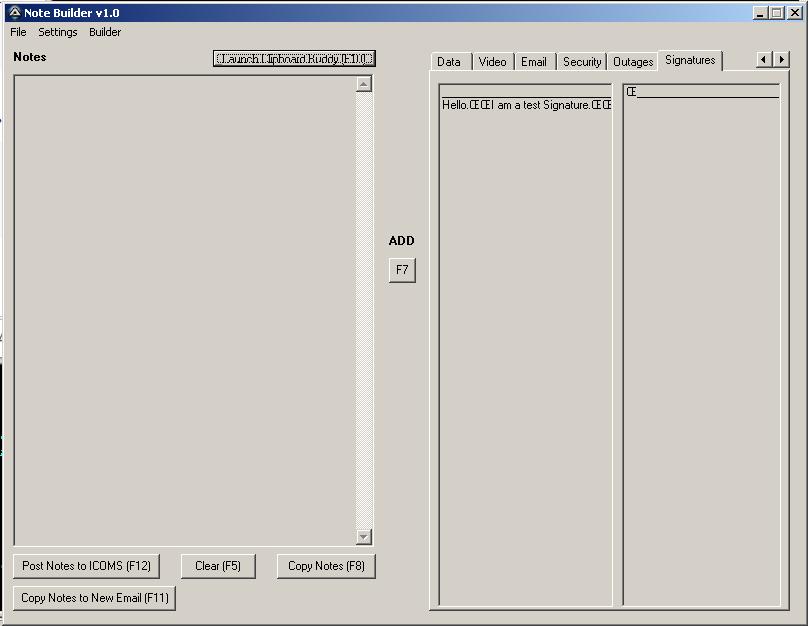 Note Builder v1.0
File Settings Builder
Notes
Launch Clipboard Buddy (F10)
Data Video Email Security Outages Signatures
Hello.ŒŒI am a test Signature.ŒŒ
Œ
ADD
F7
Post Notes to ICOMS (F12) Clear (F5) Copy Notes (F8)
Copy Notes to New Email (F11)